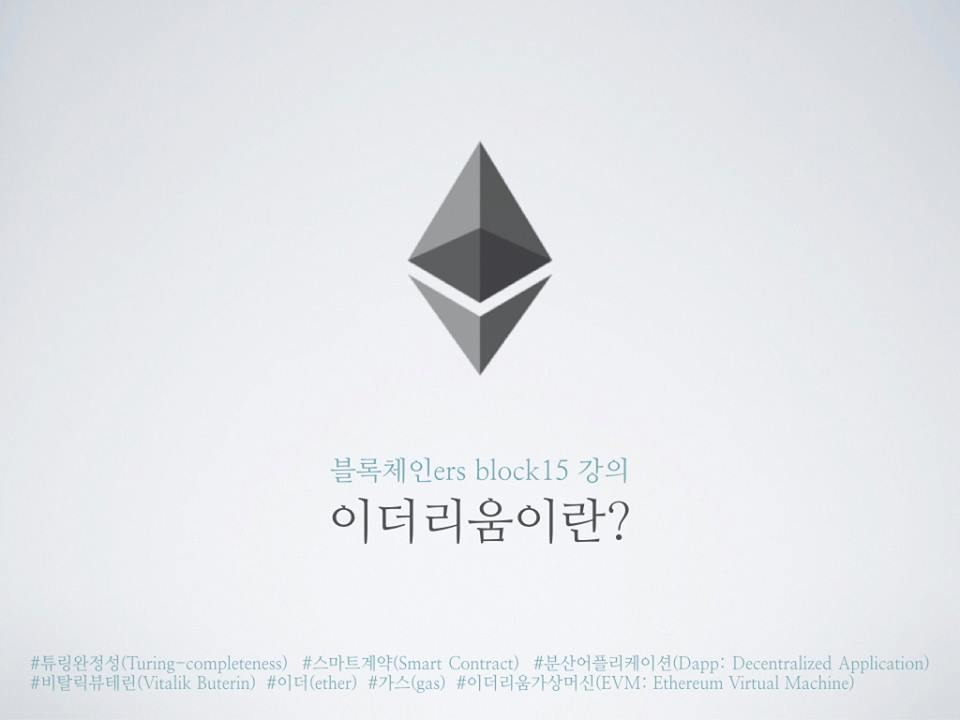 블록체인ers block15 강의
이더리움이란?
#튜링완정성(Turing-completeness) #스마트계약(Smart Contract) #분산어플리케이션(Dapp: Decentralized Application)
#비탈릭뷰테린(Vitalik Buterin) #이더(ether) #가스(gas) #이더리움가상머신(EVM: Ethereum Virtual Machine)